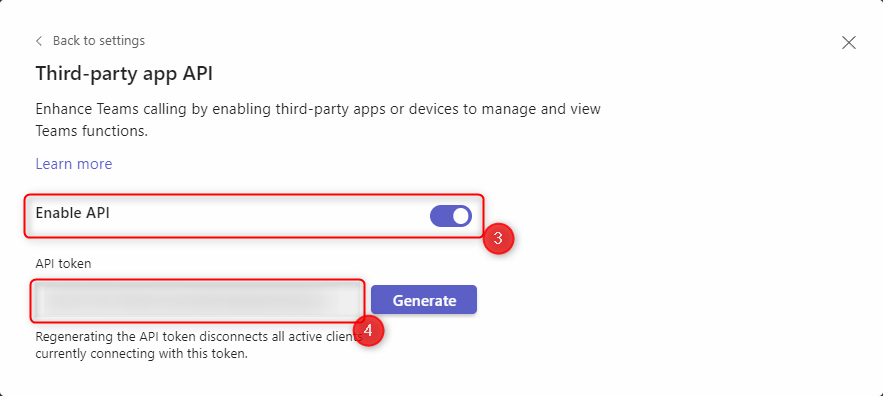 Back to settings
Third-party app API
Enhance Teams calling by enabling third-party apps or devices to manage and view
Teams functions.
Learn more
Enable API
3
API token
Generate
4
Regenerating the API token disconnects all active clients
currently connecting with this token.